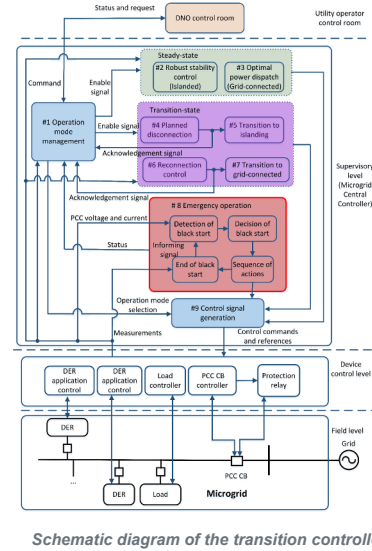 Status and request
DNO control room
Utility operator
control room
Steady-state
#2 Robust stability
control
(Islanded)
#3 Optimal
power dispatch
(Grid-connected)
Command
Enable
signal
#1 Operation
mode
management
Transition-state
Enable signal
#4 Planned
disconnection
#5 Transition to
islanding
Acknowledgement signal
#6 Reconnection
control
#7 Transition to
grid-connected
Acknowledgement signal
Supervisory
level
(Microgrid
Central
Controller)
PCC voltage and current
# 8 Emergency operation
Detection of
black start
Decision of
black start
Status
Informing
signal
End of black
start
Sequence of
actions
Operation mode
selection
#9 Control signal
generation
Measurements
Control commands
and references
DER
application
control
DER
application
control
Load
controller
PCC CB
controller
Protection
relay
Device
control level
Field level
DER
Grid
...
PCC CB
DER
Load
Microgrid
Schematic diagram of the transition controlle